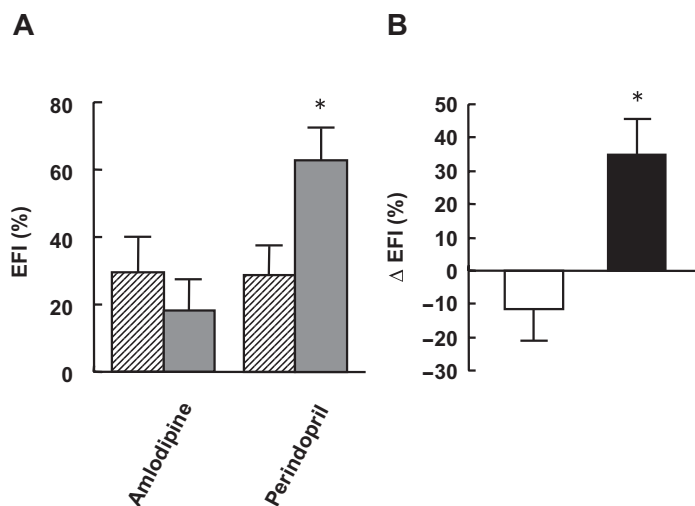 A
EFI (%)
80
60
40
20
0
*
Amlodipine
Perindopril
B
Δ EFI (%)
50
40
30
20
10
0
−10
−20
−30
*